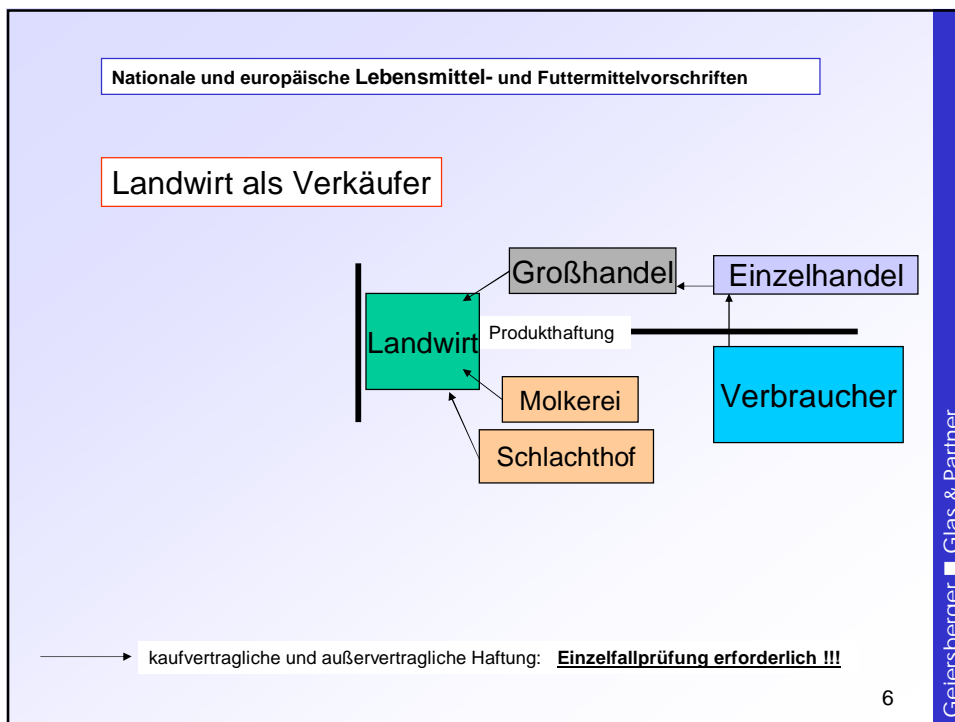 Nationale und europäische Lebensmittel- und Futtermittelvorschriften
Landwirt als Verkäufer
Großhandel
Einzelhandel
Landwirt
Produkthaftung
Verbraucher
Molkerei
Schlachthof
kaufvertragliche und außervertragliche Haftung: Einzelfallprüfung erforderlich !!!
6
Geiersberger ■ Glas & Partner